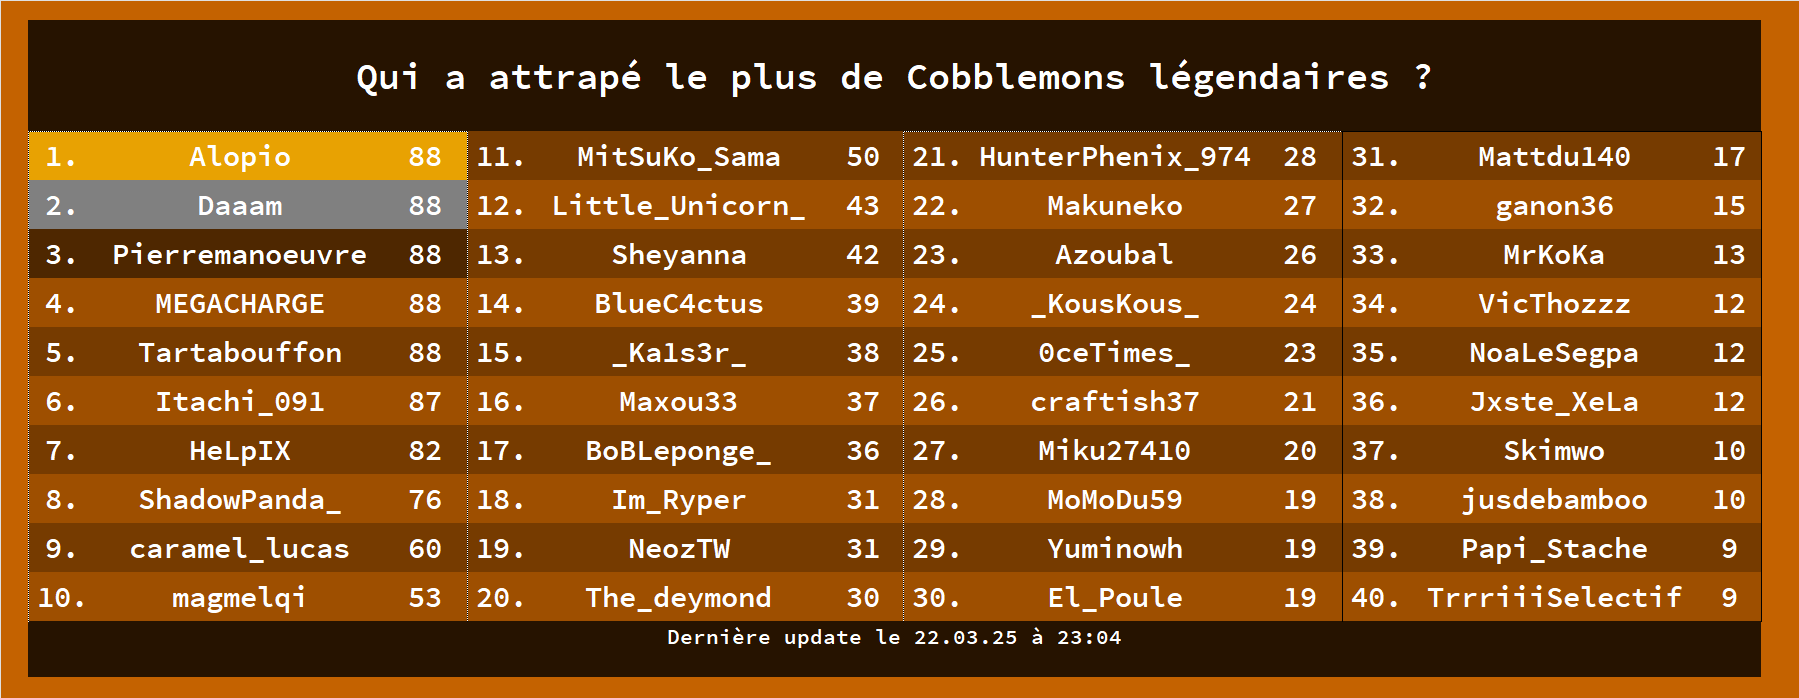 Qui a attrapé le plus de Cobblemons légendaires ?
1. Alopio 88 11. MitSuKo_Sama 50 21. HunterPhenix_974 28 31. Mattdu140 17
2. Daaam 88 12. Little_Unicorn_ 43 22. Makuneko 27 32. ganon36 15
3. Pierremanoeuvre 88 13. Sheyanna 42 23. Azoubal 26 33. MrKoKa 13
4. MEGACHARGE 88 14. BlueC4ctus 39 24. _KousKous_ 24 34. VicThozzz 12
5. Tartabouffon 88 15. _Ka1s3r_ 38 25. 0ceTimes_ 23 35. NoaLeSegpa 12
6. Itachi_091 87 16. Maxou33 37 26. craftish37 21 36. Jxste_XeLa 12
7. HeLpIX 82 17. BoBLeponge_ 36 27. Miku27410 20 37. Skimwo 10
8. ShadowPanda_ 76 18. Im_Ryper 31 28. MoMoDu59 19 38. jusdebamboo 10
9. caramel_lucas 60 19. NeozTW 31 29. Yuminowh 19 39. Papi_Stache 9
10. magmelqi 53 20. The_deymond 30 30. El_Poule 19 40. TrrriiiSelectif 9
Dernière update le 22.03.25 à 23:04